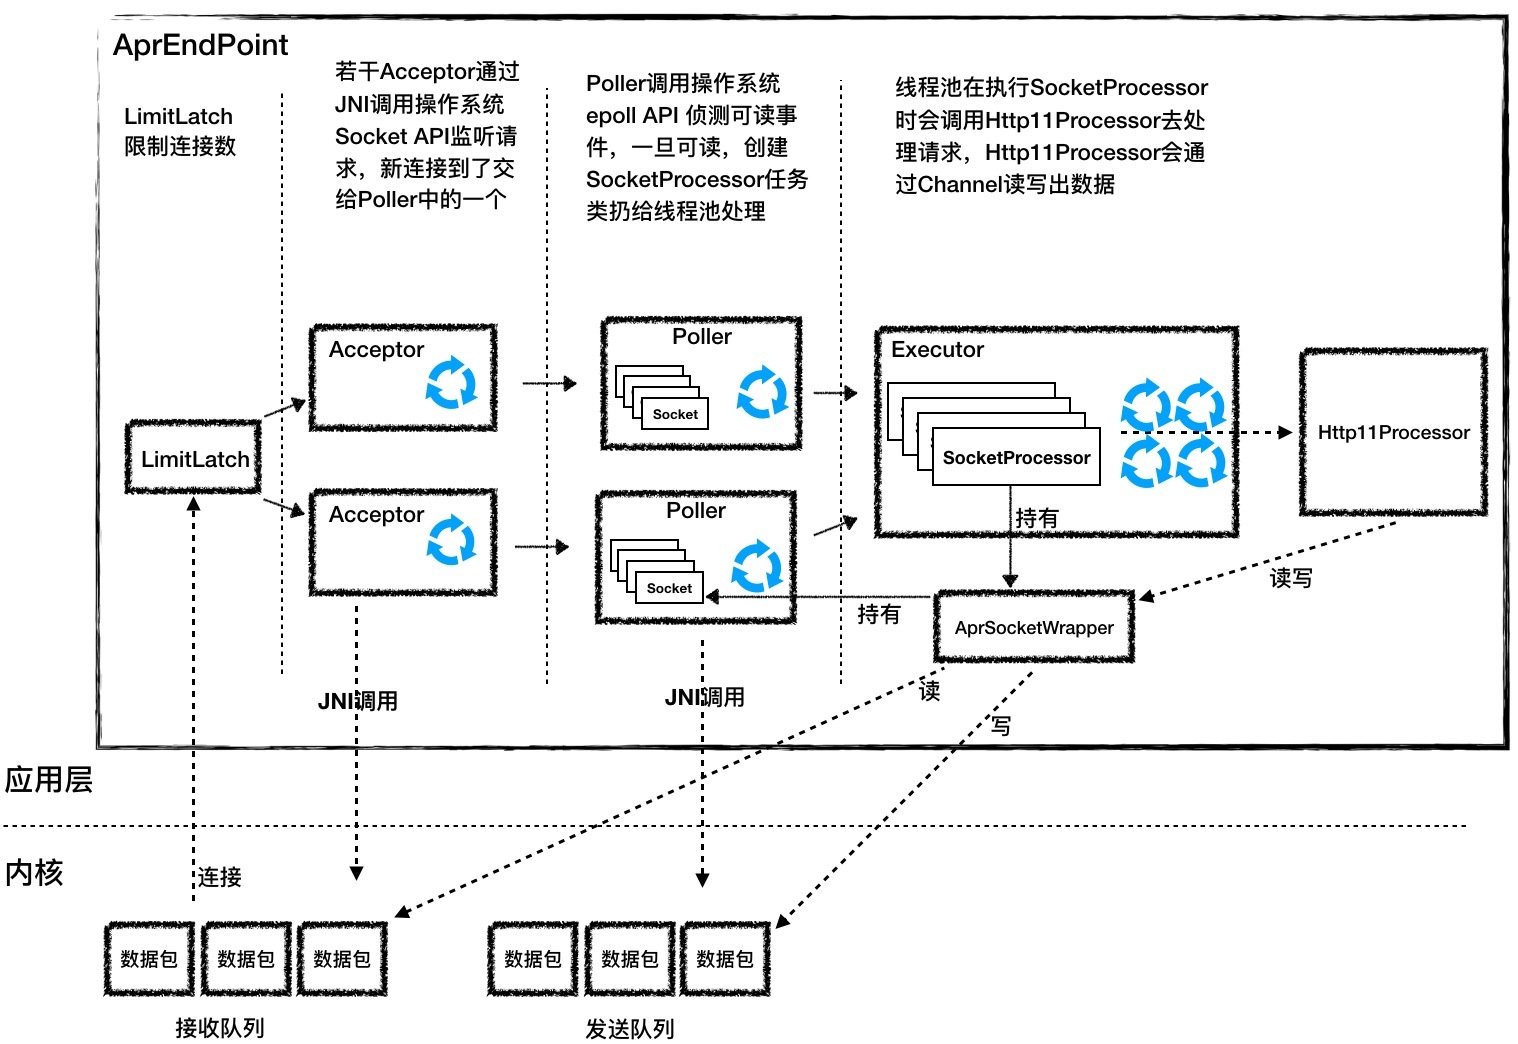 AprEndPoint
LimitLatch
限制连接数
若干Acceptor通过
JNI调用操作系统
Socket API监听请
求，新连接到了交
给Poller中的一个
Poller调用操作系统
epoll API 侦测可读事
件，一旦可读，创建
SocketProcessor任务
类扔给线程池处理
线程池在执行SocketProcessor
时会调用Http11Processor去处
理请求，Http11Processor会通
过Channel读写出数据
LimitLatch
Acceptor
Acceptor
Poller
Socket
Poller
Socket
Executor
SocketProcessor
Http11Processor
持有
读写
持有
AprSocketWrapper
JNI调用
JNI调用
读
写
应用层
内核
连接
数据包
数据包
数据包
接收队列
数据包
数据包
数据包
发送队列